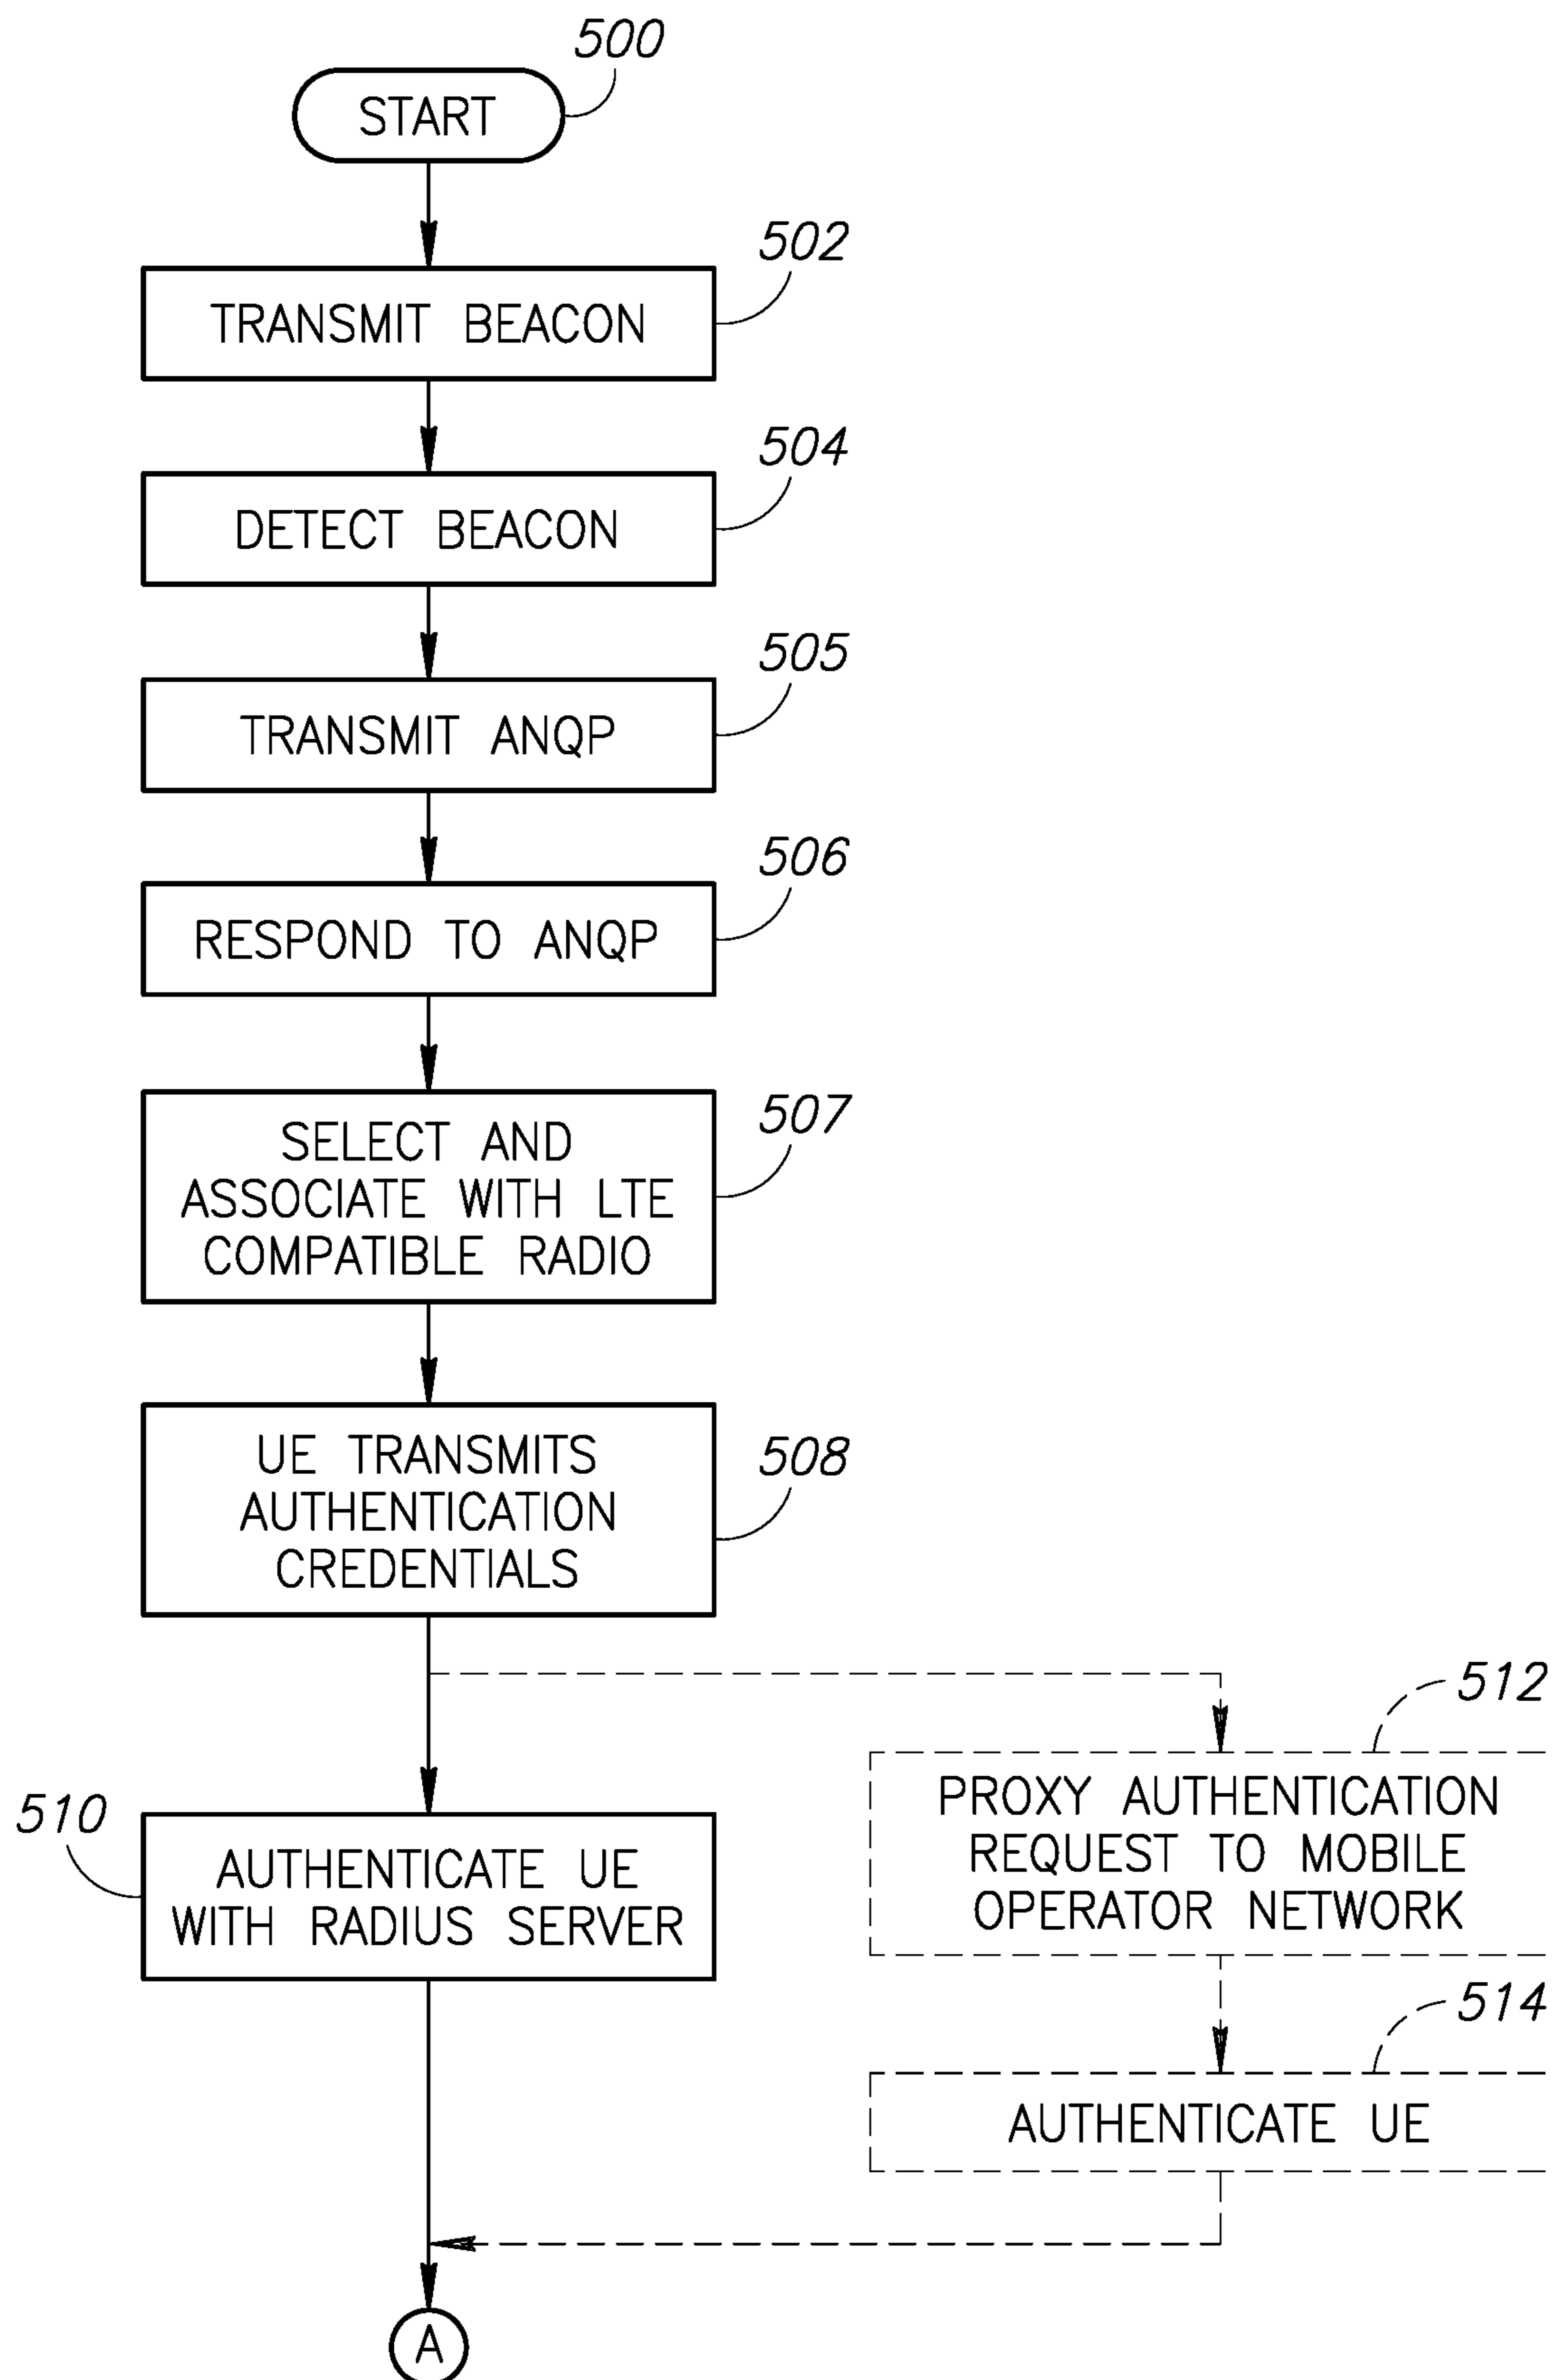 500
START
502
TRANSMIT BEACON
504
DETECT BEACON
505
TRANSMIT ANQP
506
RESPOND TO ANQP
507
SELECT AND
ASSOCIATE WITH LTE
COMPATIBLE RADIO
508
UE TRANSMITS
AUTHENTICATION
CREDENTIALS
510
AUTHENTICATE UE
WITH RADIUS SERVER
512
PROXY AUTHENTICATION
REQUEST TO MOBILE
OPERATOR NETWORK
514
AUTHENTICATE UE
A